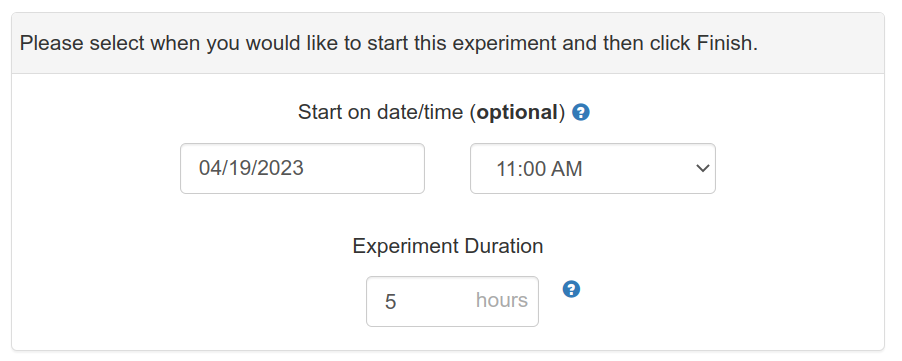 Please select when you would like to start this experiment and then click Finish.
Start on date/time (optional) ?
04/19/2023 11:00 AM
Experiment Duration
5 hours ?